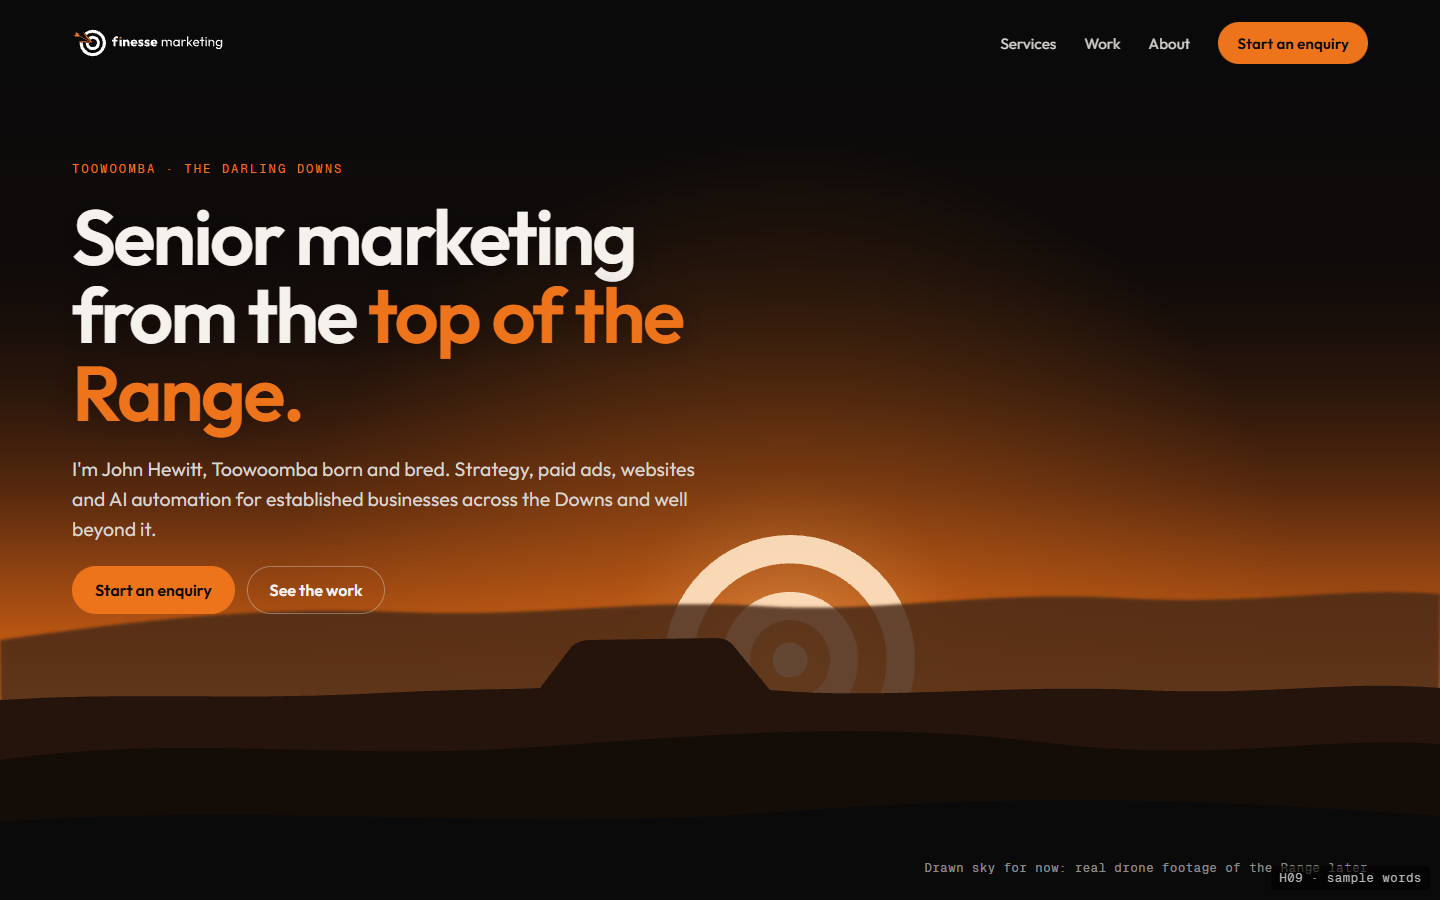 finesse marketing
Services
Work
About
Start an enquiry
TOOWOOMBA · THE DARLING DOWNS
Senior marketing
from the top of the
Range.
I'm John Hewitt, Toowoomba born and bred. Strategy, paid ads, websites
and AI automation for established businesses across the Downs and well
beyond it.
Start an enquiry
See the work
Drawn sky for now: real drone footage of the Range later
H09 · sample words